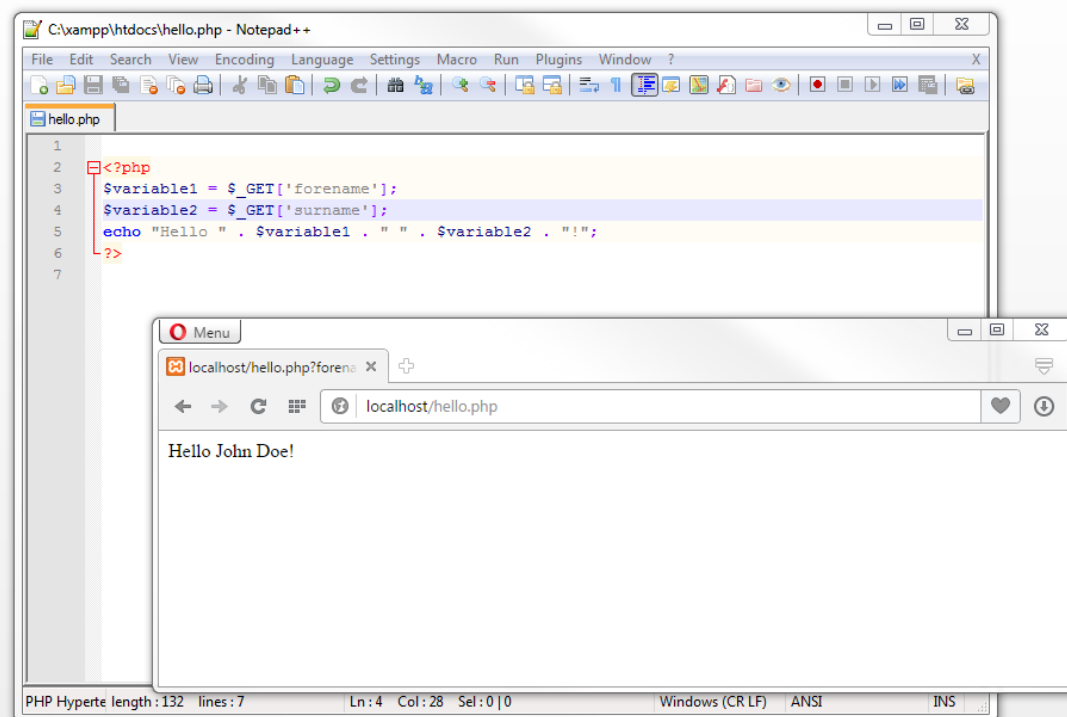 C:\xampp\htdocs\hello.php - Notepad++
File Edit Search View Encoding Language Settings Macro Run Plugins Window ? X
hello.php
1
2 <?php
3 $variable1 = $_GET['forename'];
4 $variable2 = $_GET['surname'];
5 echo "Hello " . $variable1 . " " . $variable2 . "!";
6 ?>
7
Menu
localhost/hello.php?forena
localhost/hello.php
Hello John Doe!
PHP Hyperte length : 132 lines : 7 Ln : 4 Col : 28 Sel : 0 | 0 Windows (CR LF) ANSI INS